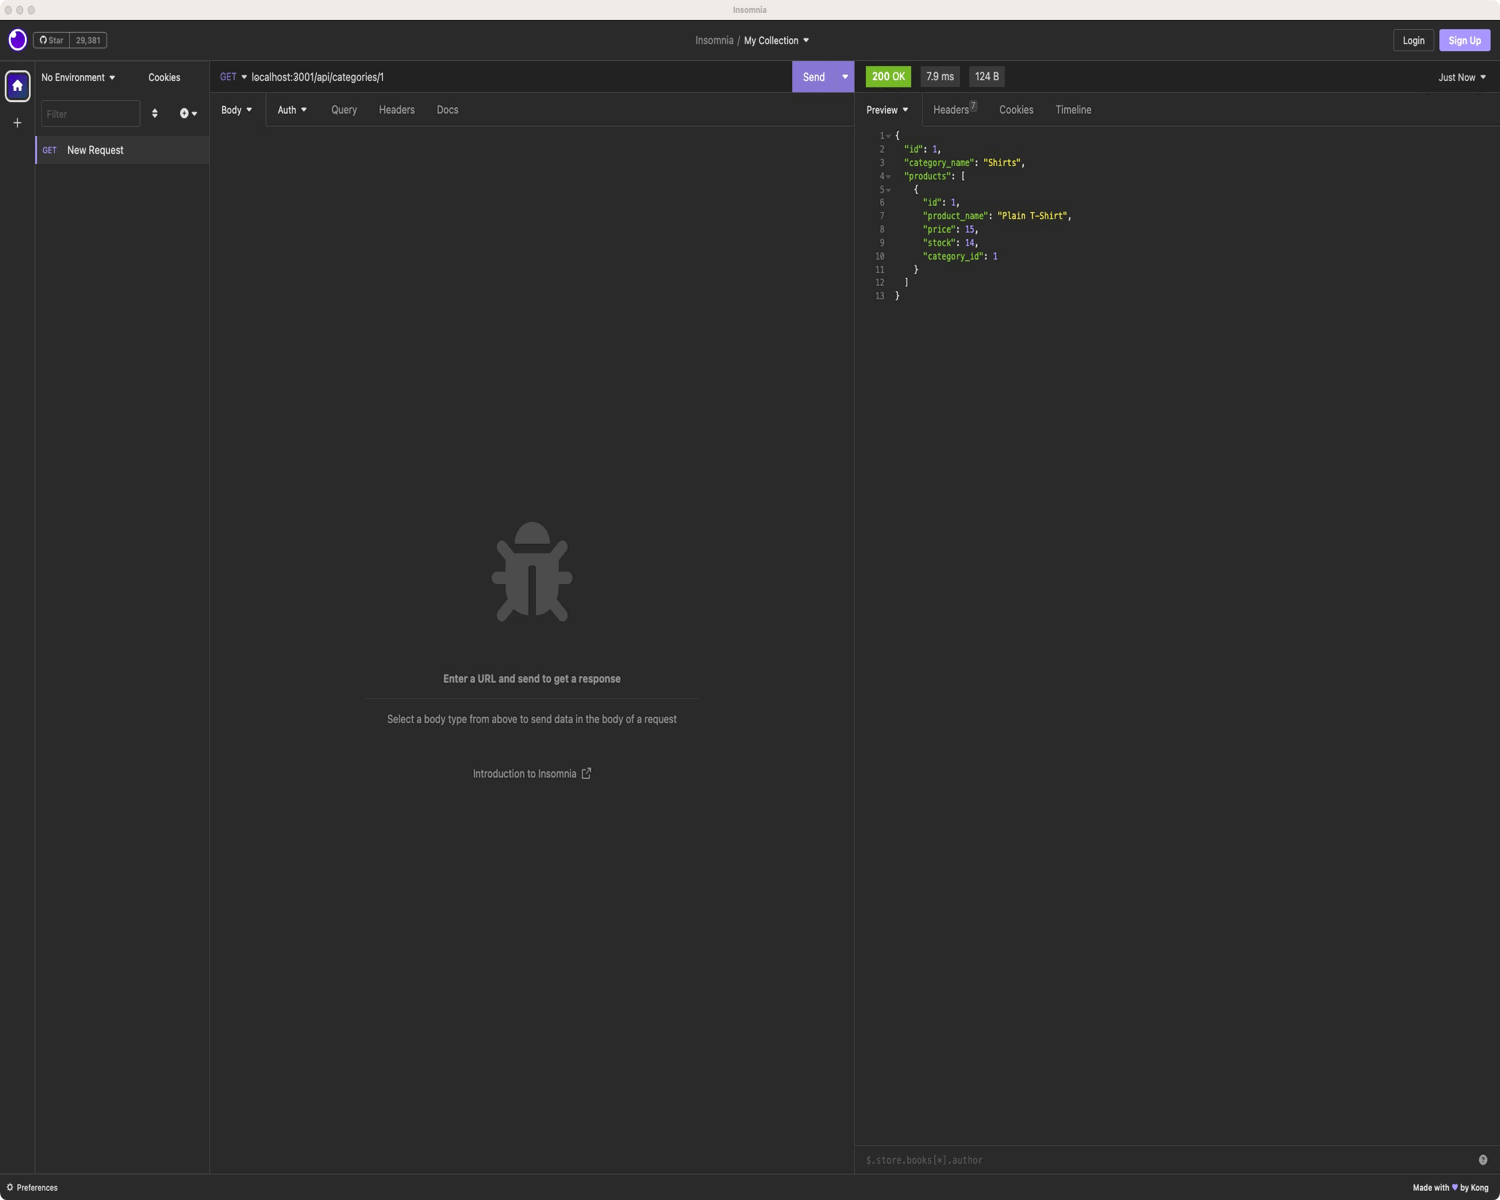 Insomnia
Star 29,381
Insomnia / My Collection
Login
Sign Up
No Environment
Cookies
Filter
GET New Request
GET localhost:3001/api/categories/1
Send
Body
Auth
Query
Headers
Docs
Enter a URL and send to get a response
Select a body type from above to send data in the body of a request
Introduction to Insomnia
200 OK
7.9 ms
124 B
Just Now
Preview
Headers 7
Cookies
Timeline
1 {
2 "id": 1,
3 "category_name": "Shirts",
4 "products": [
5 {
6 "id": 1,
7 "product_name": "Plain T-Shirt",
8 "price": 15,
9 "stock": 14,
10 "category_id": 1
11 }
12 ]
13 }
$.store.books[*].author
Preferences
Made with ♥ by Kong